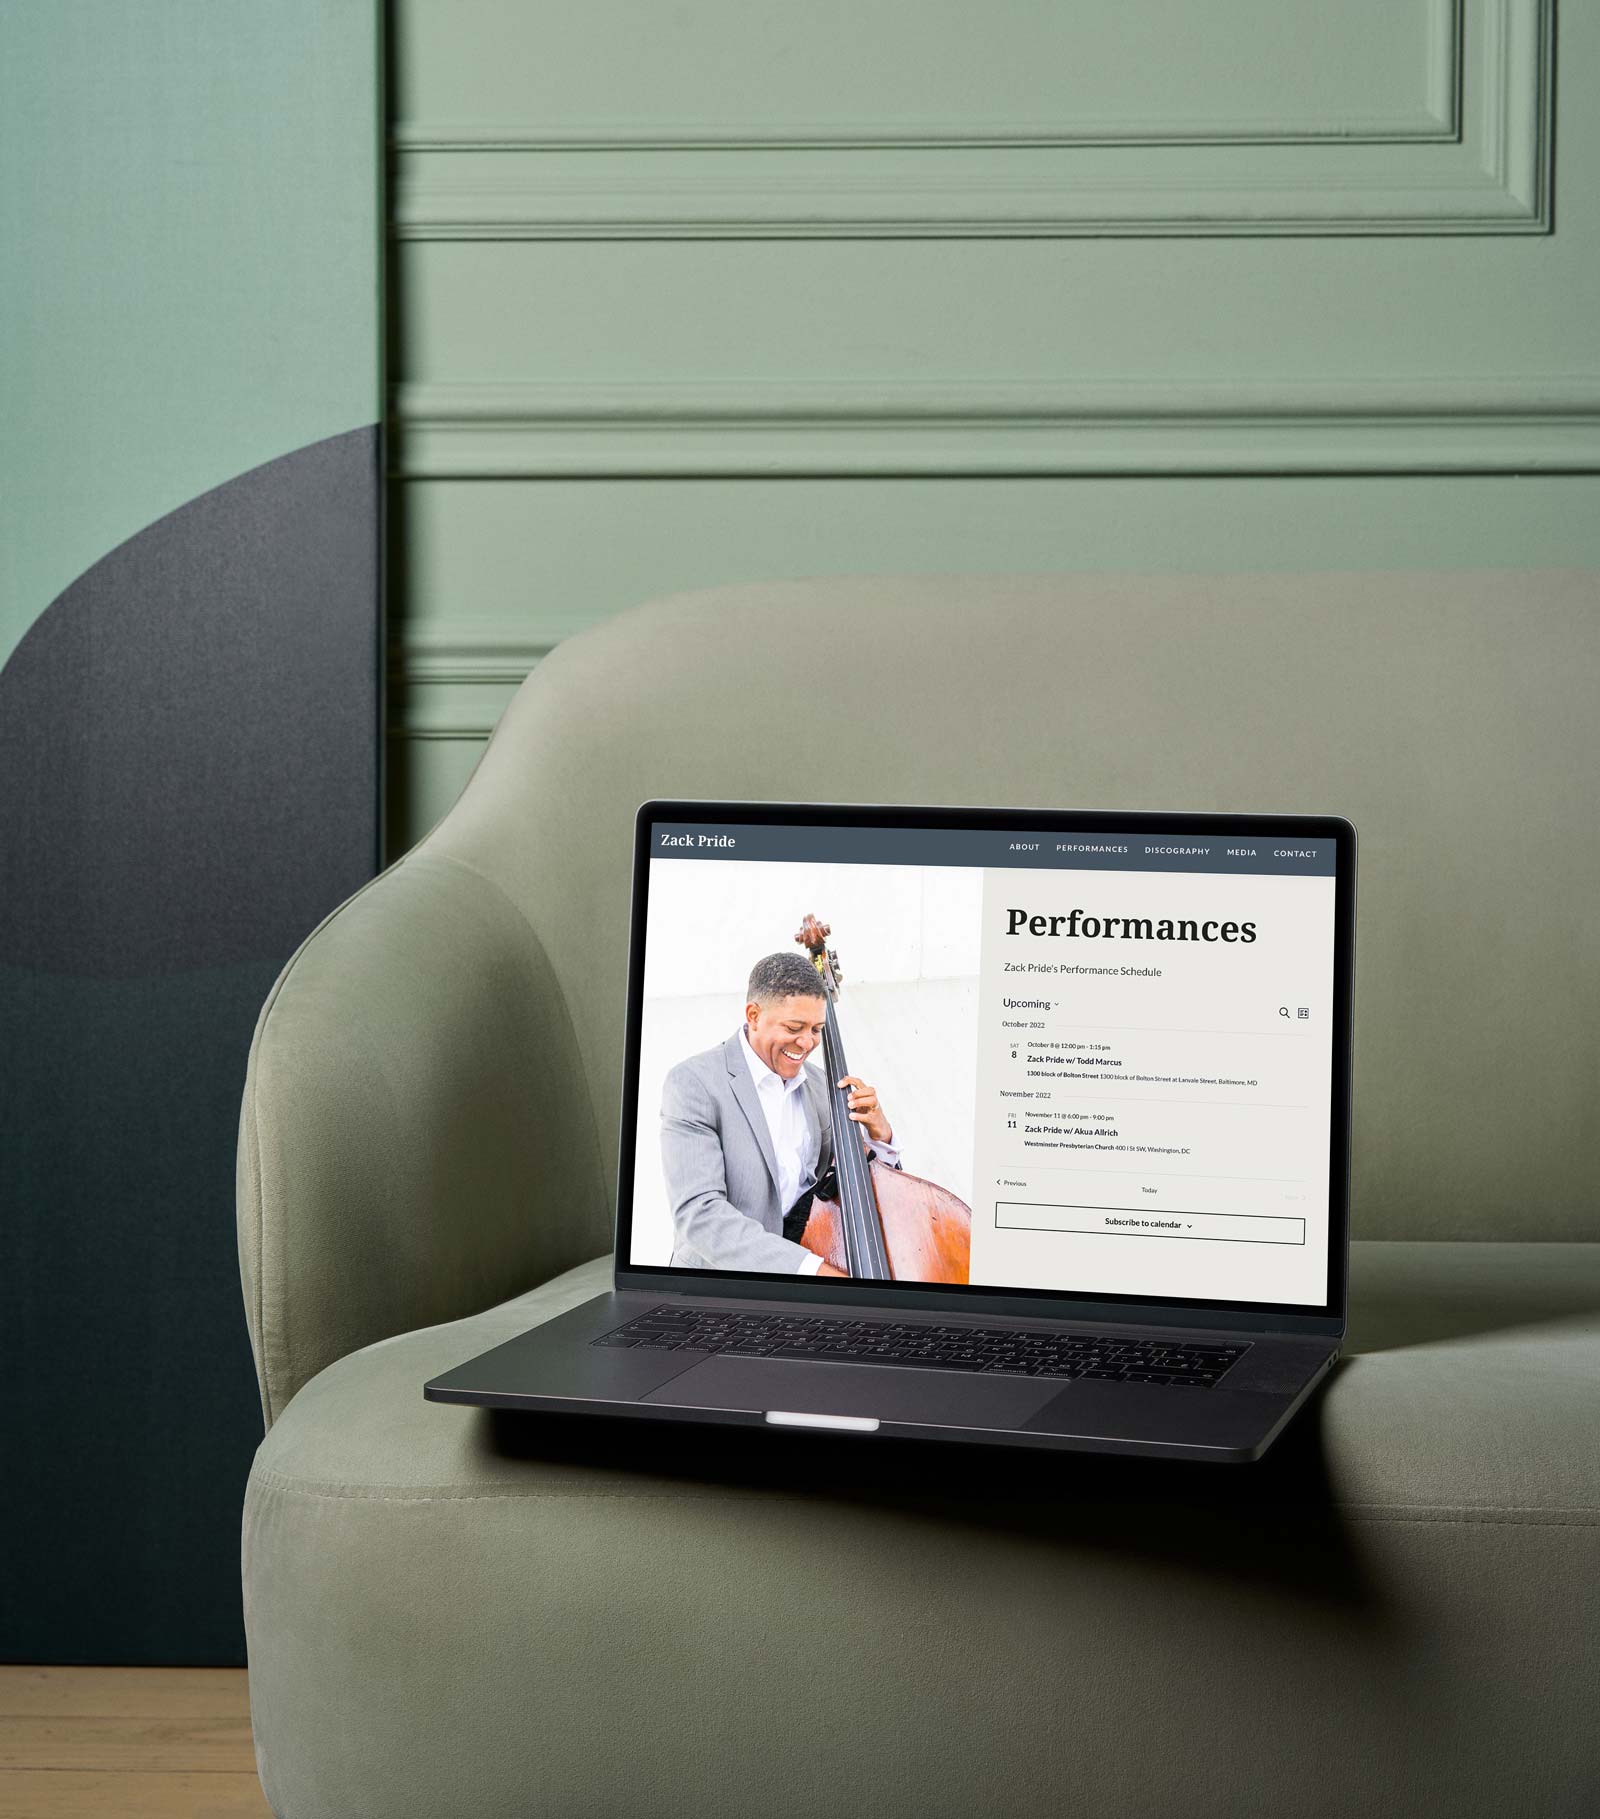 Zack Pride
ABOUT PERFORMANCES DISCOGRAPHY MEDIA CONTACT
Performances
Zack Pride's Performance Schedule
Upcoming
October 2022
SAT
8
October 8 @ 12:00 pm - 1:15 pm
Zack Pride w/ Todd Marcus
1300 block of Bolton Street 1300 block of Bolton Street at Lanvale Street, Baltimore, MD
November 2022
FRI
11
November 11 @ 6:00 pm - 9:00 pm
Zack Pride w/ Akua Allrich
Westminster Presbyterian Church 400 I St SW, Washington, DC
Previous
Today
Subscribe to calendar